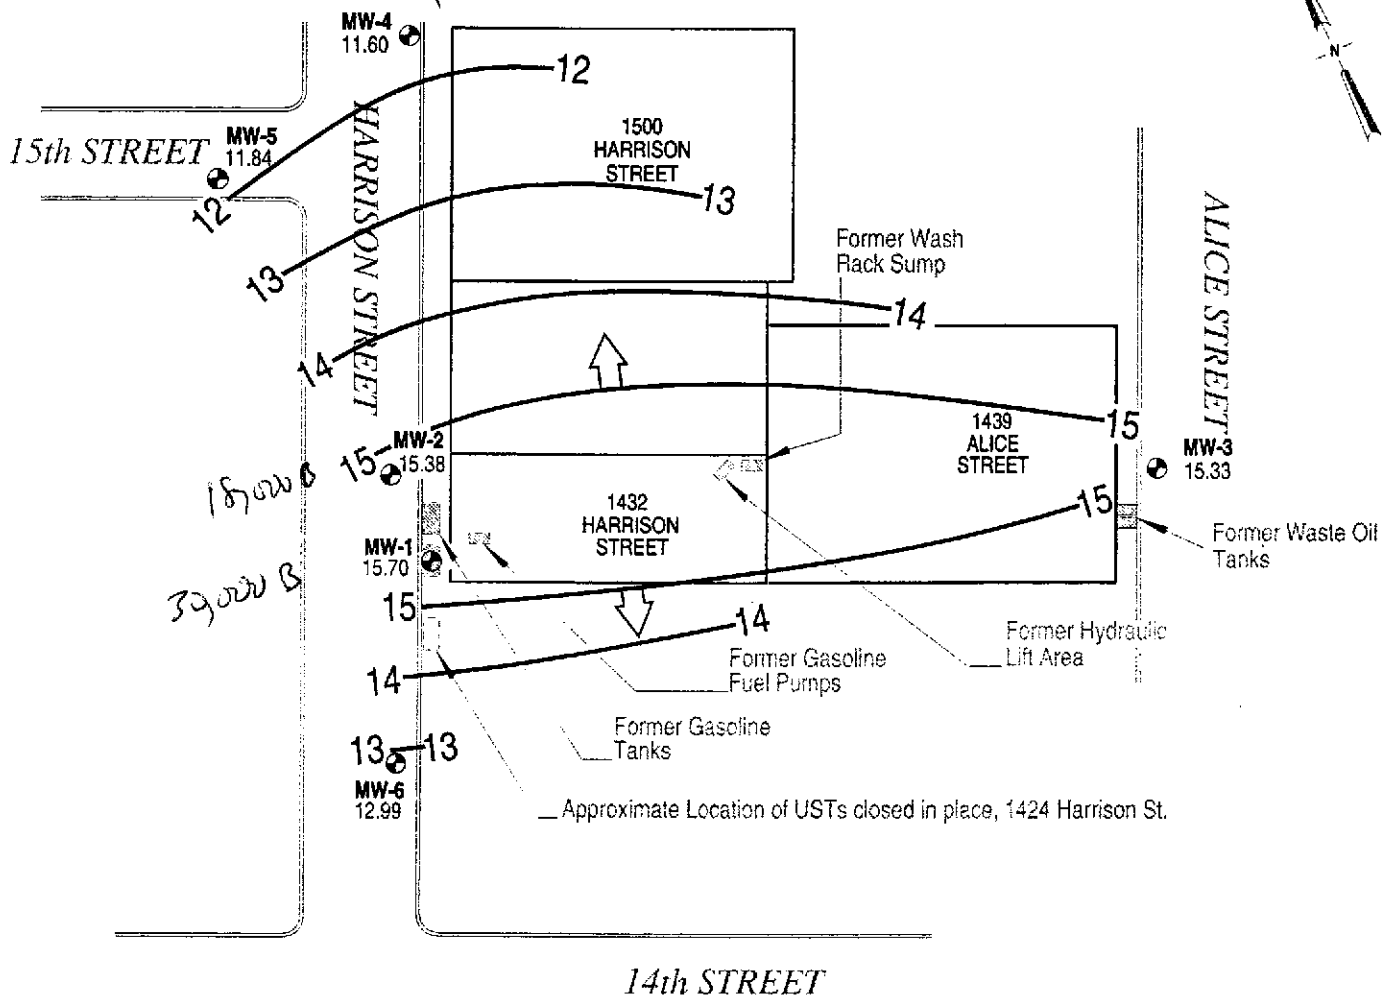 MW-4
11.60
N
12
15th STREET
MW-5
11.84
HARRISON STREET
1500
HARRISON
STREET
ALICE STREET
12
13
13
Former Wash
Rack Sump
14
14
15
1439
ALICE
STREET
15
MW-2
15.38
MW-3
15.33
18,000 B
1432
HARRISON
STREET
15
Former Waste Oil
Tanks
MW-1
15.70
39,000 B
15
14
Former Hydraulic
Lift Area
14
Former Gasoline
Fuel Pumps
13
13
Former Gasoline
Tanks
MW-6
12.99
Approximate Location of USTs closed in place, 1424 Harrison St.
14th STREET